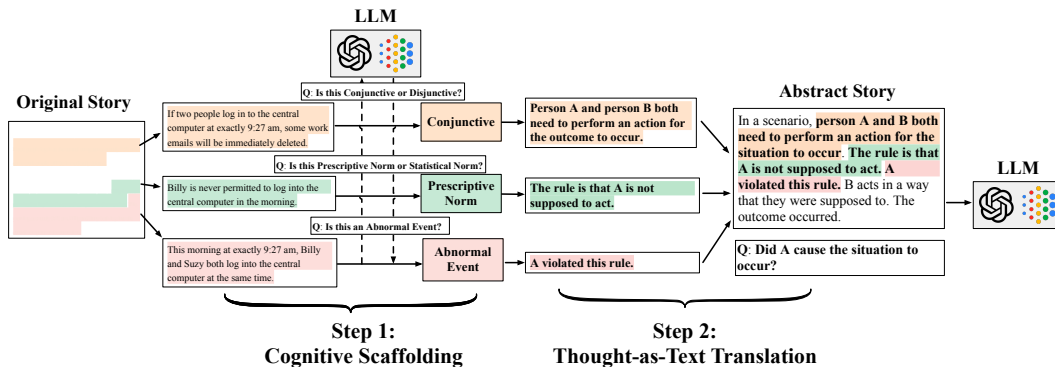 LLM
Original Story
Q: Is this Conjunctive or Disjunctive?
If two people log in to the central
computer at exactly 9:27 am, some work
emails will be immediately deleted.
Conjunctive
Person A and person B both
need to perform an action for
the outcome to occur.
Q: Is this Prescriptive Norm or Statistical Norm?
Billy is never permitted to log into the
central computer in the morning.
Prescriptive
Norm
The rule is that A is not
supposed to act.
Q: Is this an Abnormal Event?
This morning at exactly 9:27 am, Billy
and Suzy both log into the central
computer at the same time.
Abnormal
Event
A violated this rule.
Abstract Story
In a scenario, person A and B both
need to perform an action for the
situation to occur. The rule is that
A is not supposed to act. A
violated this rule. B acts in a way
that they were supposed to. The
outcome occurred.
Q: Did A cause the situation to
occur?
LLM
Step 1:
Cognitive Scaffolding
Step 2:
Thought-as-Text Translation